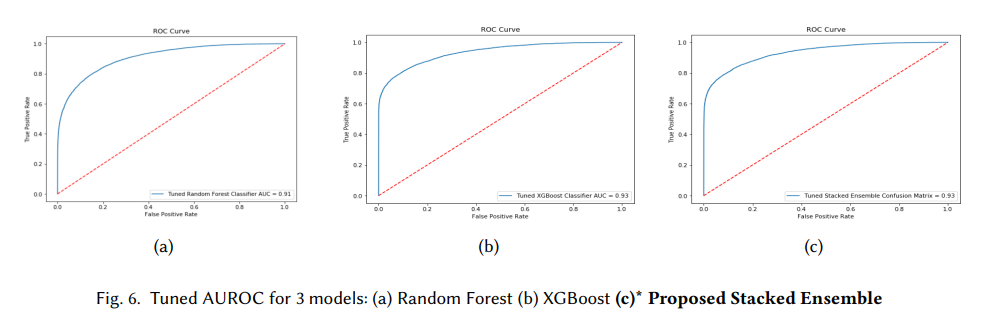 ROC Curve
1.0
0.8
0.6
0.4
0.2
0.0
True Positive Rate
Tuned Random Forest Classifier AUC = 0.91
0.0 0.2 0.4 0.6 0.8 1.0
False Positive Rate
(a)
ROC Curve
1.0
0.8
0.6
0.4
0.2
0.0
True Positive Rate
Tuned XGBoost Classifier AUC = 0.93
0.0 0.2 0.4 0.6 0.8 1.0
False Positive Rate
(b)
ROC Curve
1.0
0.8
0.6
0.4
0.2
0.0
True Positive Rate
Tuned Stacked Ensemble Confusion Matrix = 0.93
0.0 0.2 0.4 0.6 0.8 1.0
False Positive Rate
(c)
Fig. 6. Tuned AUROC for 3 models: (a) Random Forest (b) XGBoost (c)* Proposed Stacked Ensemble